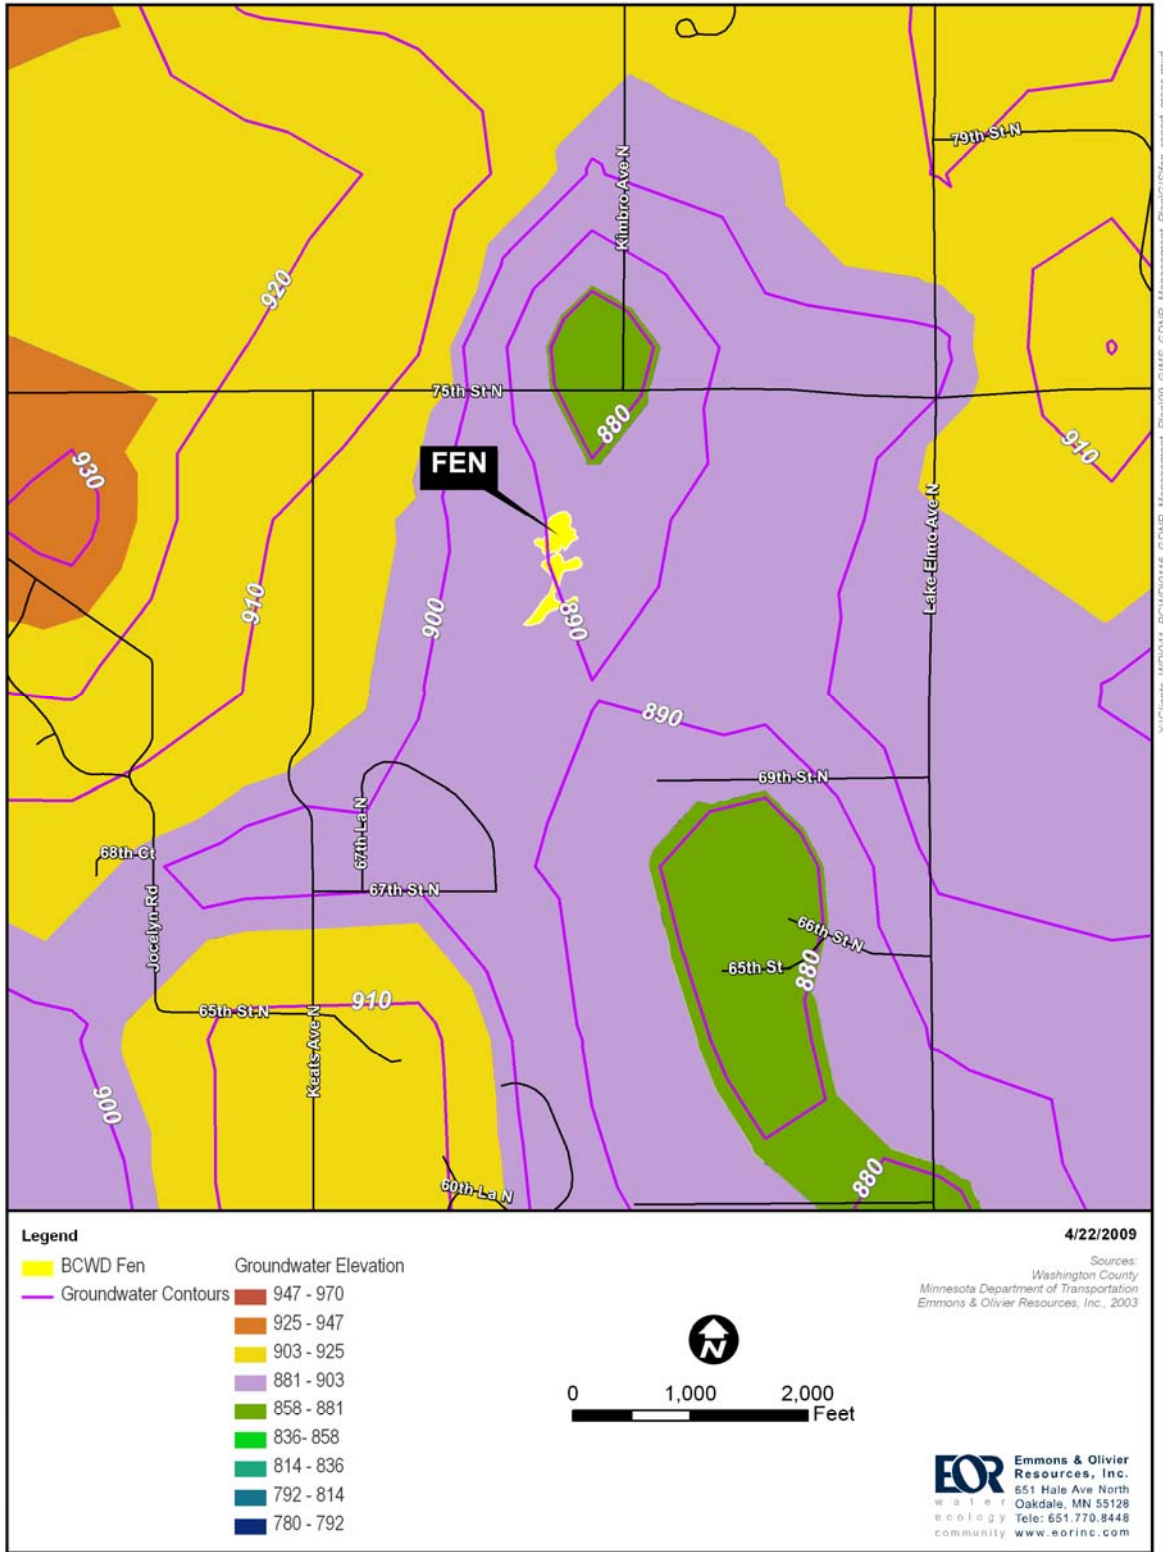 79th St N
Kimbro Ave N
920
75th St N
880
910
930
FEN
Lake Elmo Ave N
910
900
890
890
69th St N
67th La N
68th Ct
67th St N
Jocelyn Rd
66th St N
65th St
880
910
65th St N
Keats Ave N
900
880
60th La N
Legend
4/22/2009
BCWD Fen
Groundwater Contours
Groundwater Elevation
947 - 970
925 - 947
903 - 925
881 - 903
858 - 881
836- 858
814 - 836
792 - 814
780 - 792
Sources:
Washington County
Minnesota Department of Transportation
Emmons & Olivier Resources, Inc., 2003
N
0 1,000 2,000
Feet
EOR
water
ecology
community
Emmons & Olivier
Resources, Inc.
651 Hale Ave North
Oakdale, MN 55128
Tele: 651.770.8448
www.eorinc.com